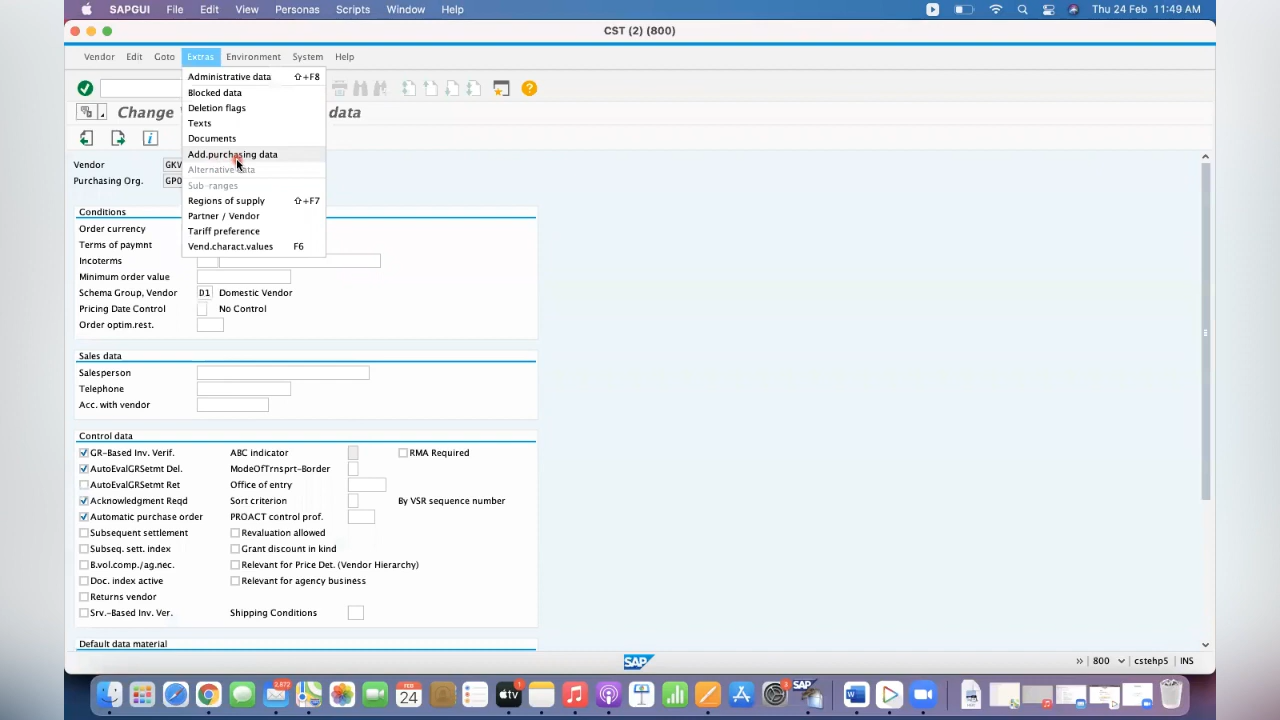 SAPGUI File Edit View Personas Scripts Window Help Thu 24 Feb 11:49 AM
CST (2) (800)
Vendor Edit Goto Extras Environment System Help
Administrative data ⇧+F8
Blocked data
Deletion flags
Texts
Documents
Add.purchasing data
Alternative data
Sub-ranges
Regions of supply ⇧+F7
Partner / Vendor
Tariff preference
Vend.charact.values F6
Change data
Vendor
Purchasing Org.
Conditions
Order currency
Terms of paymnt
Incoterms
Minimum order value
Schema Group, Vendor D1 Domestic Vendor
Pricing Date Control No Control
Order optim.rest.
Sales data
Salesperson
Telephone
Acc. with vendor
Control data
GR-Based Inv. Verif. ABC indicator RMA Required
AutoEvalGRSetmt Del. ModeOfTrnsprt-Border
AutoEvalGRSetmt Ret Office of entry
Acknowledgment Reqd Sort criterion By VSR sequence number
Automatic purchase order PROACT control prof.
Subsequent settlement Revaluation allowed
Subseq. sett. index Grant discount in kind
B.vol.comp./ag.nec. Relevant for Price Det. (Vendor Hierarchy)
Doc. index active Relevant for agency business
Returns vendor
Srv.-Based Inv. Ver. Shipping Conditions
Default data material
SAP » 800 cstehp5 INS
FEB
24
2,872
1
tv
SAP